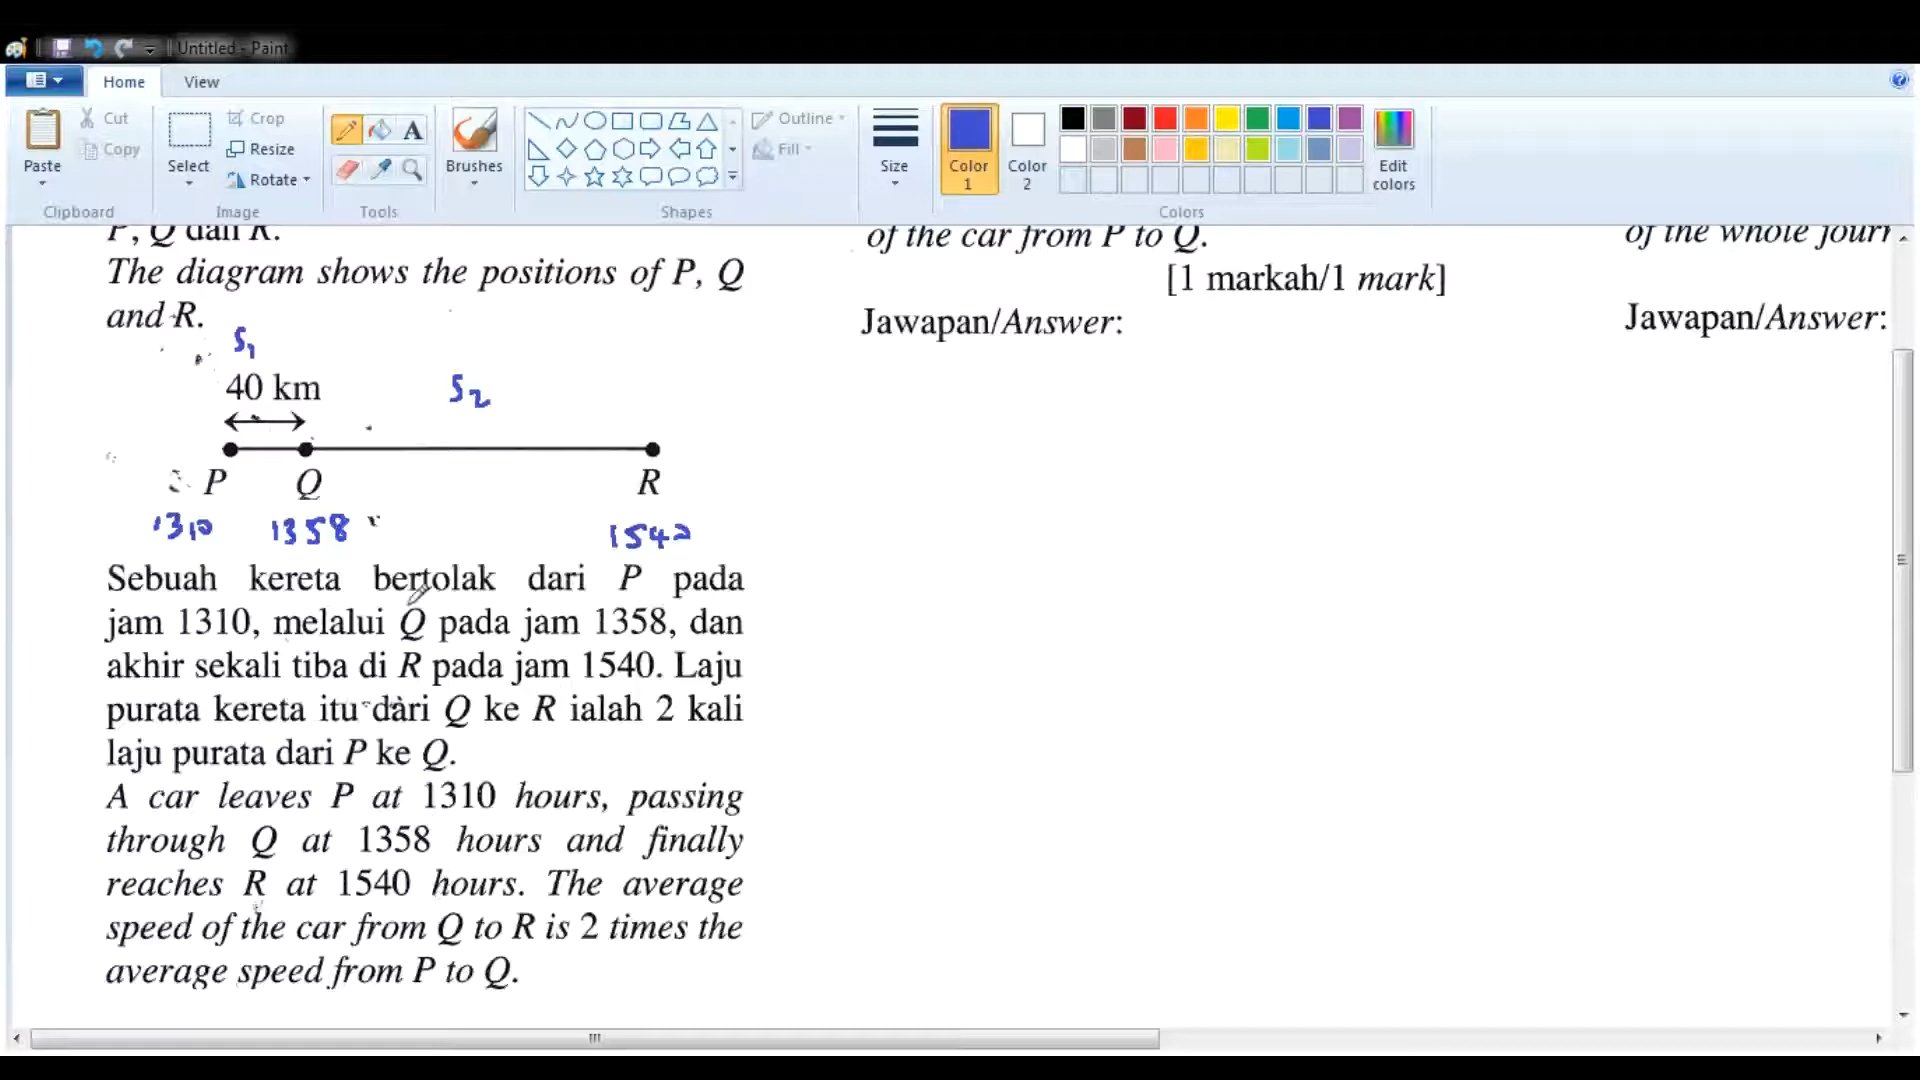 Untitled - Paint
Home View
Paste
Cut
Copy
Clipboard
Select
Crop
Resize
Rotate
Image
Tools
Brushes
Shapes
Outline
Fill
Size
Color 1
Color 2
Edit colors
Colors
P, Q dan R.
The diagram shows the positions of P, Q
and R.
S1
40 km
S2
P Q R
1310 1358 1540
Sebuah kereta bertolak dari P pada
jam 1310, melalui Q pada jam 1358, dan
akhir sekali tiba di R pada jam 1540. Laju
purata kereta itu dari Q ke R ialah 2 kali
laju purata dari P ke Q.
A car leaves P at 1310 hours, passing
through Q at 1358 hours and finally
reaches R at 1540 hours. The average
speed of the car from Q to R is 2 times the
average speed from P to Q.
of the car from P to Q.
[1 markah/1 mark]
Jawapan/Answer:
of the whole journ
Jawapan/Answer: